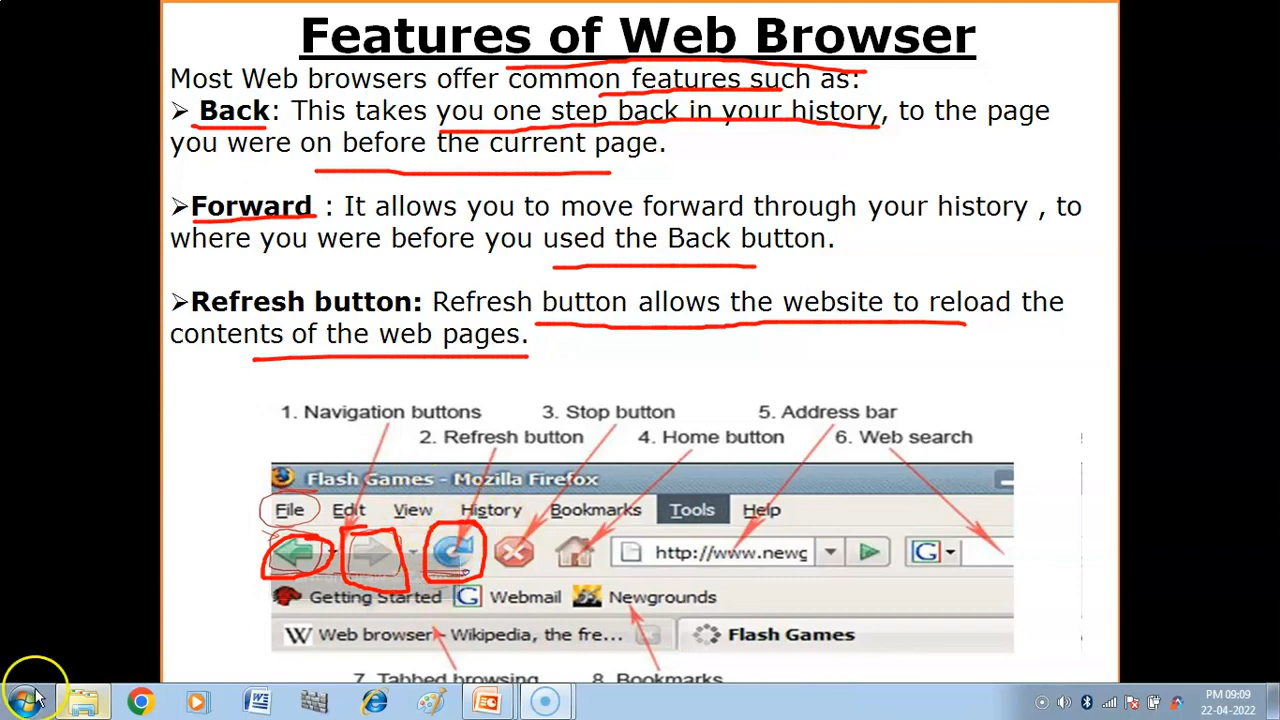 Features of Web Browser
Most Web browsers offer common features such as:
➢ Back: This takes you one step back in your history, to the page
you were on before the current page.
➢Forward : It allows you to move forward through your history , to
where you were before you used the Back button.
➢Refresh button: Refresh button allows the website to reload the
contents of the web pages.
1. Navigation buttons 3. Stop button 5. Address bar
2. Refresh button 4. Home button 6. Web search
Flash Games - Mozilla Firefox
File Edit View History Bookmarks Tools Help
http://www.newg G
Getting Started G Webmail Newgrounds
W Web browser - Wikipedia, the fre... Flash Games
7. Tabbed browsing 8. Bookmarks
PM 09:09
22-04-2022